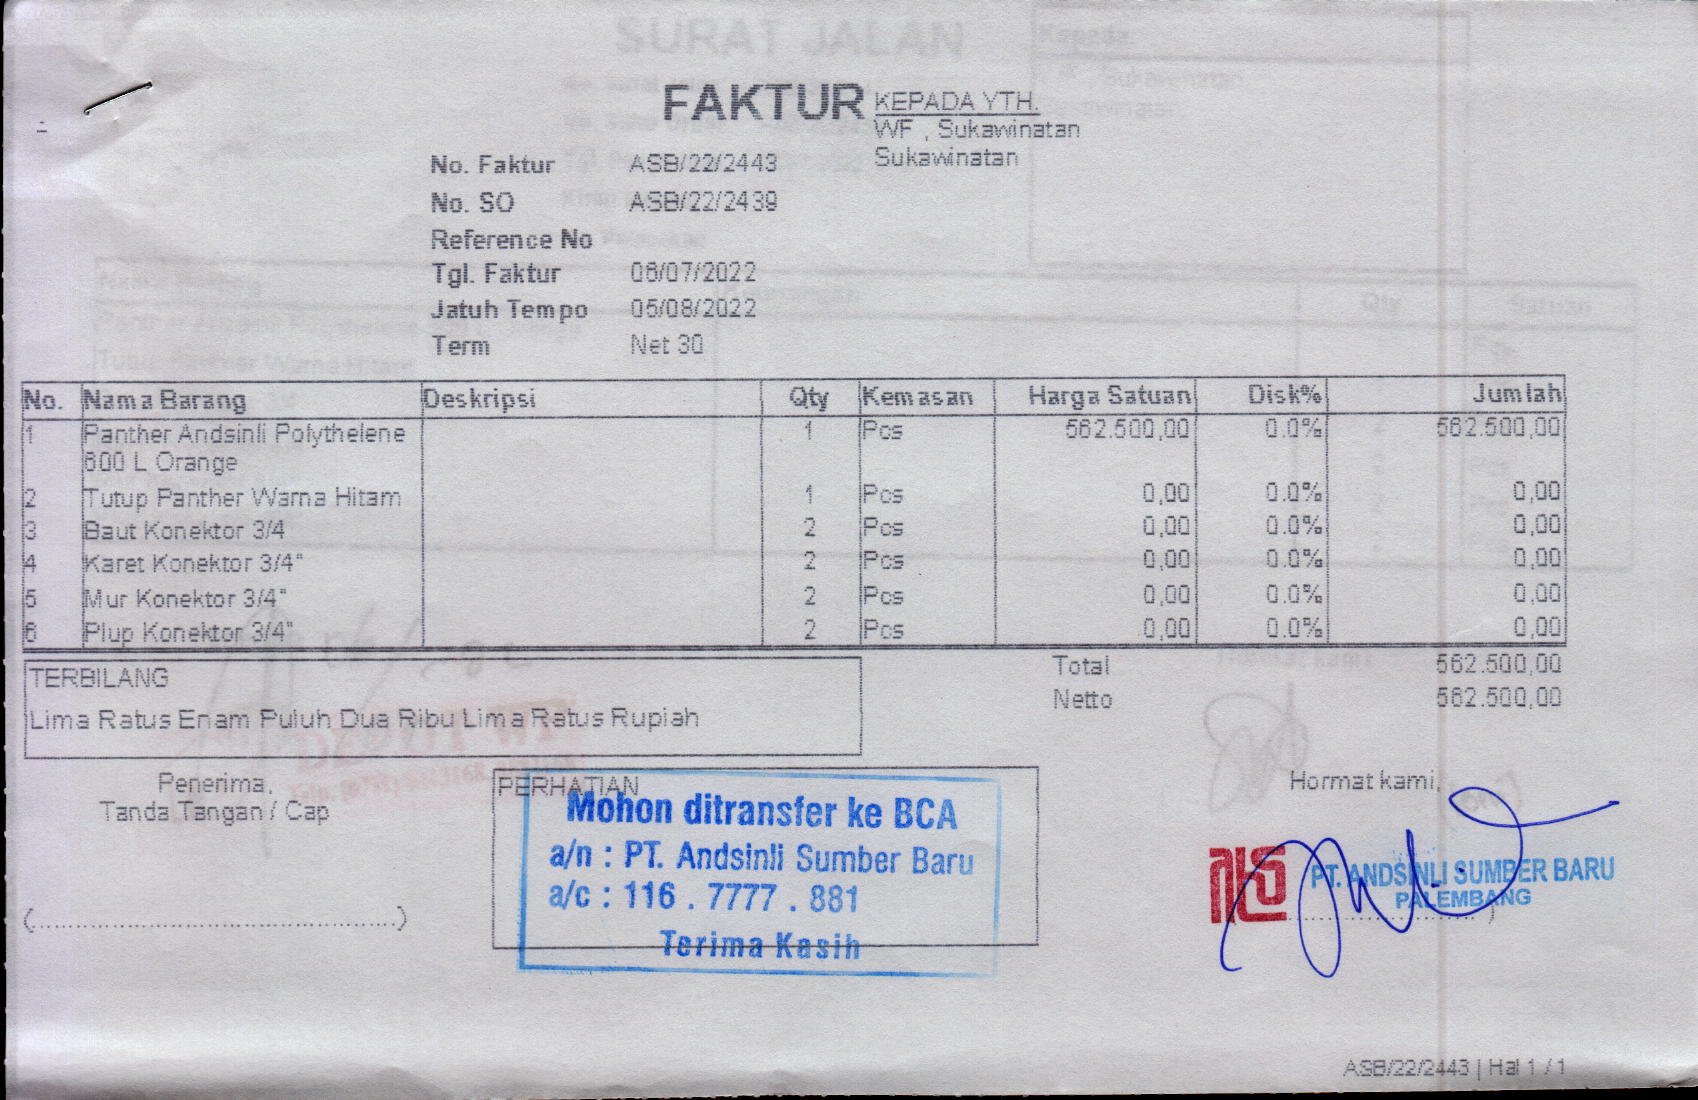 FAKTUR
KEPADA YTH.
WF , Sukawinatan
Sukawinatan
No. Faktur ASB/22/2443
No. SO ASB/22/2439
Reference No
Tgl. Faktur 06/07/2022
Jatuh Tempo 05/08/2022
Term Net 30
No. Nama Barang Deskripsi Qty Kemasan Harga Satuan Disk% Jumlah
1 Panther Andsinli Polythelene 1 Pcs 562.500,00 0.0% 562.500,00
600 L Orange
2 Tutup Panther Warna Hitam 1 Pcs 0,00 0.0% 0,00
3 Baut Konektor 3/4 2 Pcs 0,00 0.0% 0,00
4 Karet Konektor 3/4" 2 Pcs 0,00 0.0% 0,00
5 Mur Konektor 3/4" 2 Pcs 0,00 0.0% 0,00
6 Plup Konektor 3/4" 2 Pcs 0,00 0.0% 0,00
Total 562.500,00
Netto 562.500,00
TERBILANG
Lima Ratus Enam Puluh Dua Ribu Lima Ratus Rupiah
Penerima,
Tanda Tangan / Cap
(..............................................)
PERHATIAN
Mohon ditransfer ke BCA
a/n : PT. Andsinli Sumber Baru
a/c : 116 . 7777 . 881
Terima Kasih
Hormat kami,
PT. ANDSINLI SUMBER BARU
PALEMBANG
ASB/22/2443 | Hal 1 / 1